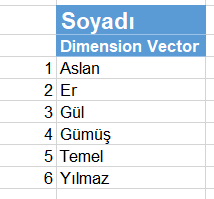 Soyadı
Dimension Vector
1 Aslan
2 Er
3 Gül
4 Gümüş
5 Temel
6 Yılmaz